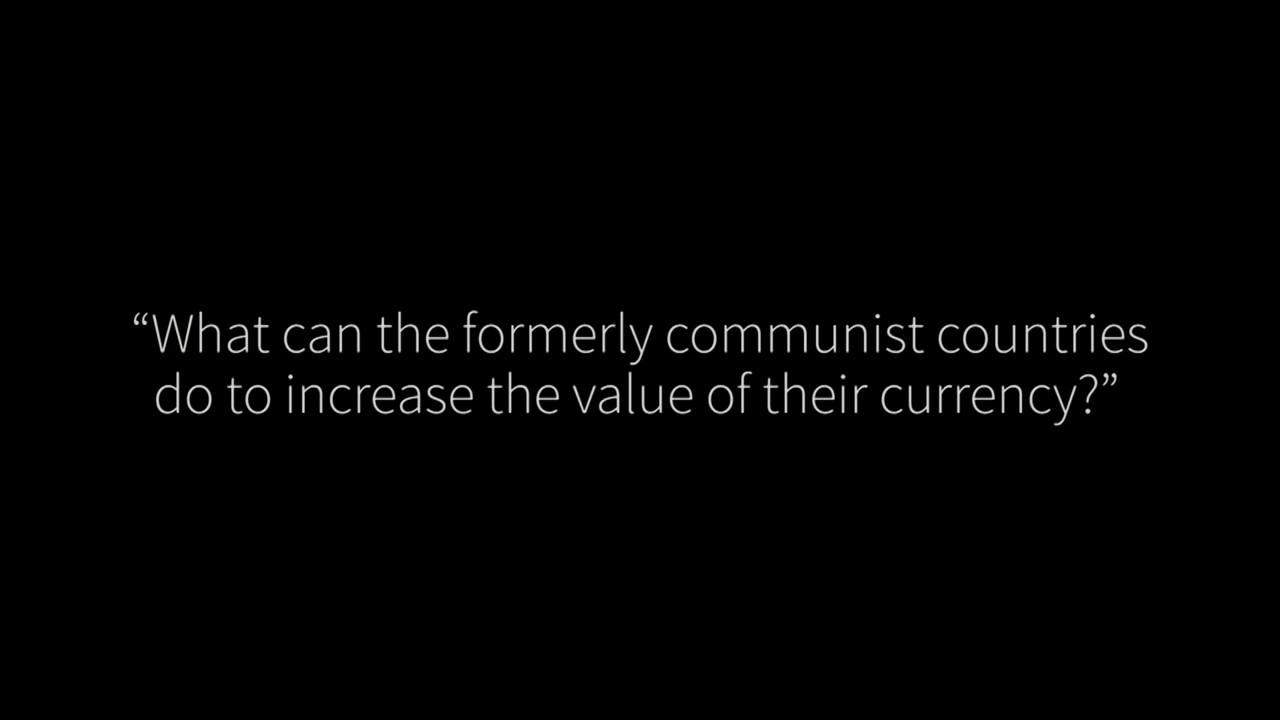 “What can the formerly communist countries
do to increase the value of their currency?”